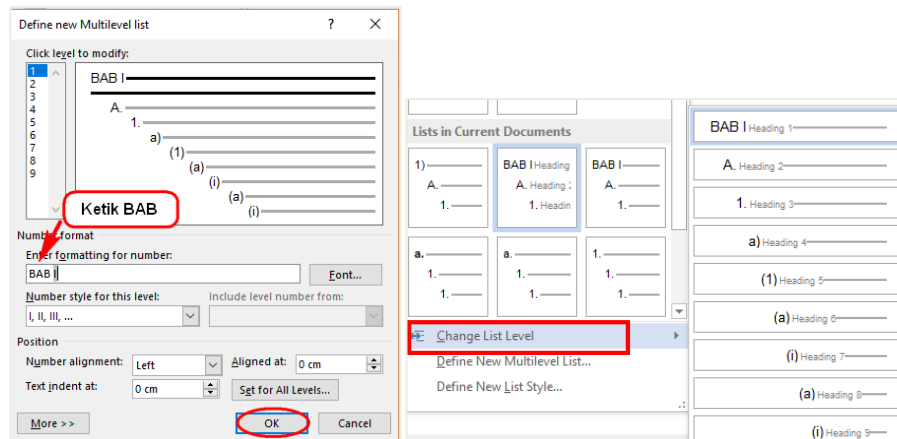 Define new Multilevel list ? ×
Click level to modify:
1
2
3
4
5
6
7
8
9
BAB I
A.
1.
a)
(1)
(a)
(i)
(a)
(i)
Ketik BAB
Number format
Enter formatting for number:
BAB I
Font...
Number style for this level:
Include level number from:
I, II, III, ...
Position
Number alignment: Left
Aligned at: 0 cm
Text indent at: 0 cm
Set for All Levels...
More >>
OK
Cancel
Lists in Current Documents
1)
A.
1.
BAB I Heading
A. Heading 2
1. Headin
BAB I
A.
1.
a.
1.
1.
a.
1.
1.
1.
1.
1.
Change List Level
Define New Multilevel List...
Define New List Style...
BAB I Heading 1
A. Heading 2
1. Heading 3
a) Heading 4
(1) Heading 5
(a) Heading 6
(i) Heading 7
(a) Heading 8
(i) Heading 9